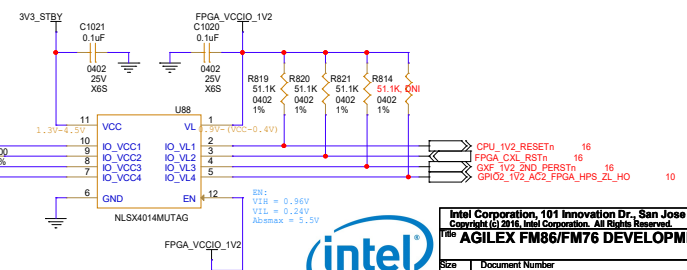 3V3_STBY
FPGA_VCCIO_1V2
C1021
0.1uF
0402
25V
X6S
C1020
0.1uF
0402
25V
X6S
R819
51.1K
0402
1%
R820
51.1K
0402
1%
R821
51.1K
0402
1%
R814
51.1K, DNI
0402
1%
U88
1.3V-4.5V
0.9V-(VCC-0.4V)
11 VCC VL 1
10 IO_VCC1 IO_VL1 2
9 IO_VCC2 IO_VL2 3
8 IO_VCC3 IO_VL3 4
7 IO_VCC4 IO_VL4 5
6 GND EN 12
NLSX4014MUTAG
CPU_1V2_RESETn 16
FPGA_CXL_RSTn 16
GXF_1V2_2ND_PERSTn 16
GPIO2_1V2_AC2_FPGA_HPS_ZL_HO 10
EN:
VIH = 0.96V
VIL = 0.24V
Absmax = 5.5V
FPGA_VCCIO_1V2
intel
Intel Corporation, 101 Innovation Dr., San Jose
Copyright (c) 2016, Intel Corporation. All Rights Reserved.
Title AGILEX FM86/FM76 DEVELOPM
Size Document Number